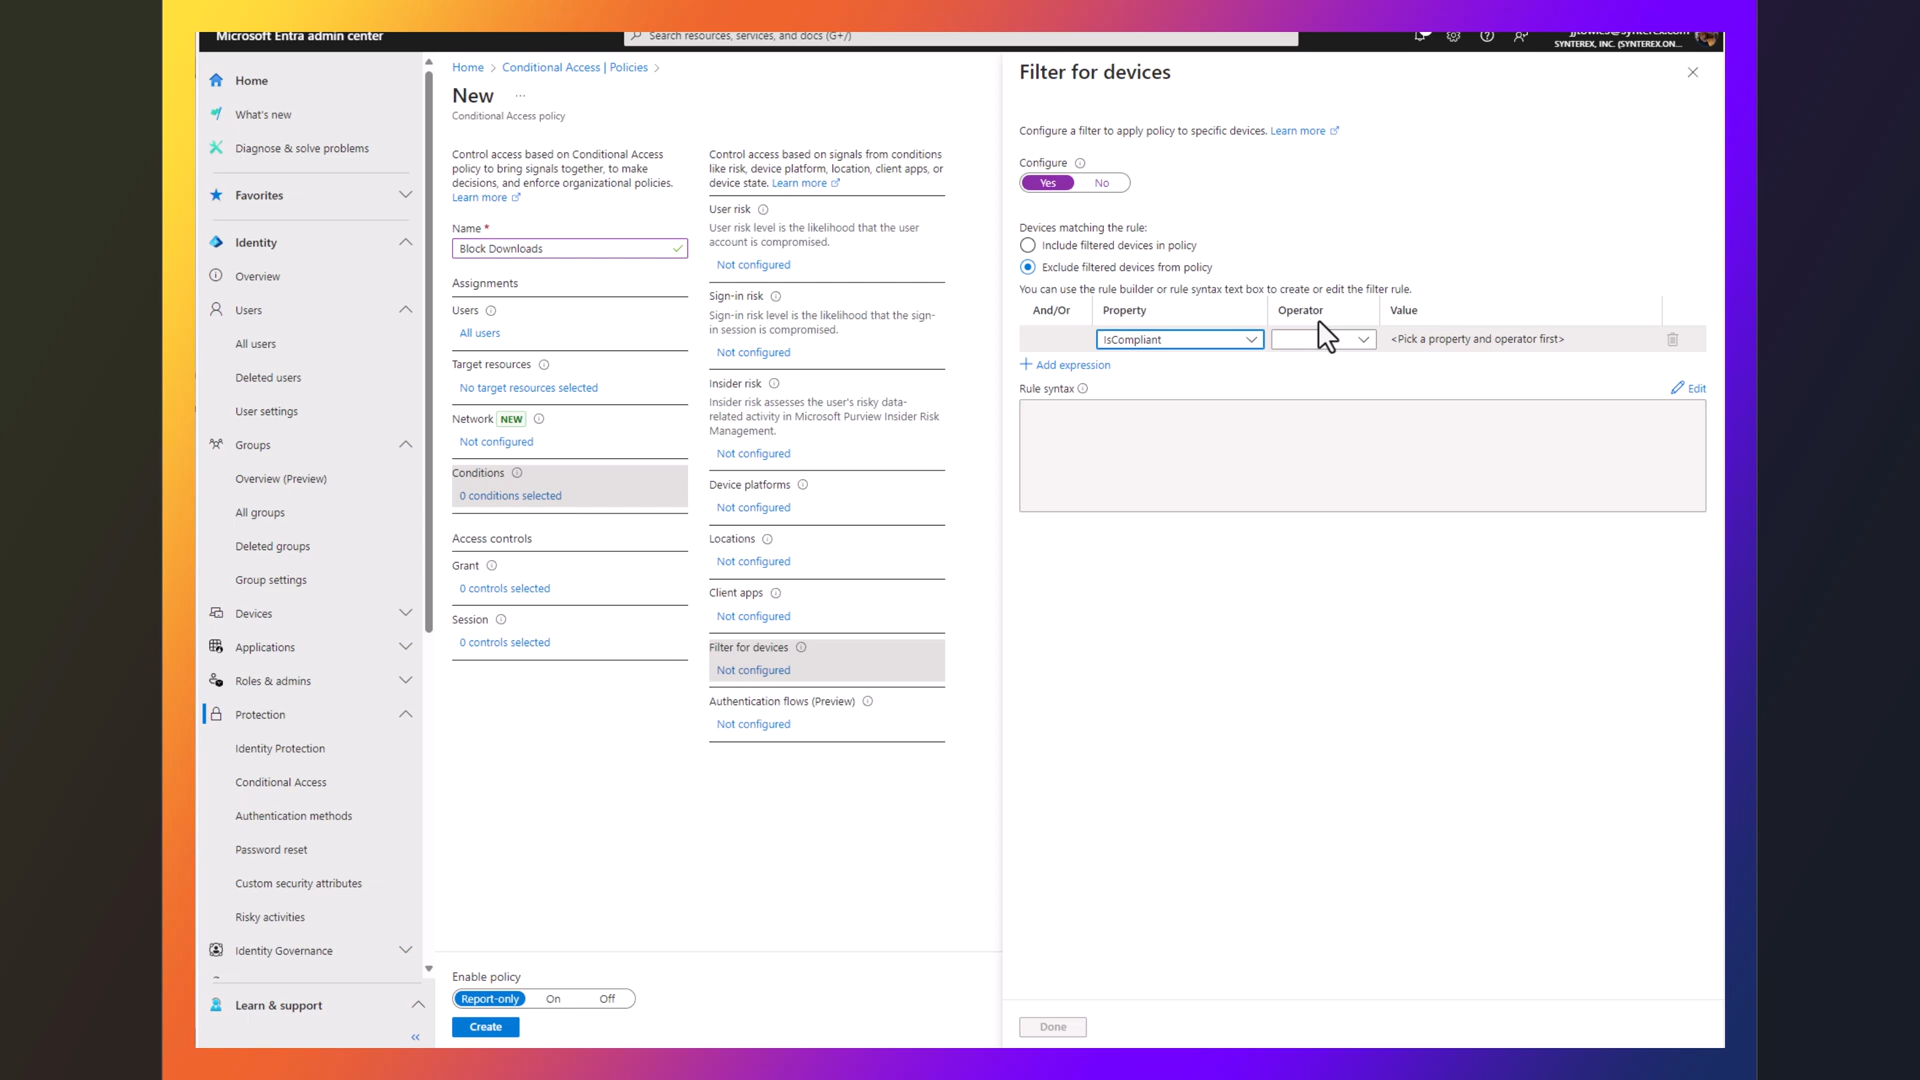 Microsoft Entra admin center
Search resources, services, and docs (G+/)
SYNTEREX, INC. (SYNTEREX.ON...
Home
What's new
Diagnose & solve problems
Favorites
Identity
Overview
Users
All users
Deleted users
User settings
Groups
Overview (Preview)
All groups
Deleted groups
Group settings
Devices
Applications
Roles & admins
Protection
Identity Protection
Conditional Access
Authentication methods
Password reset
Custom security attributes
Risky activities
Identity Governance
Learn & support
Home > Conditional Access | Policies >
New ...
Conditional Access policy
Control access based on Conditional Access
policy to bring signals together, to make
decisions, and enforce organizational policies.
Learn more
Name *
Block Downloads
Assignments
Users
All users
Target resources
No target resources selected
Network NEW
Not configured
Conditions
0 conditions selected
Access controls
Grant
0 controls selected
Session
0 controls selected
Enable policy
Report-only On Off
Create
Control access based on signals from conditions
like risk, device platform, location, client apps, or
device state. Learn more
User risk
User risk level is the likelihood that the user
account is compromised.
Not configured
Sign-in risk
Sign-in risk level is the likelihood that the sign-
in session is compromised.
Not configured
Insider risk
Insider risk assesses the user's risky data-
related activity in Microsoft Purview Insider Risk
Management.
Not configured
Device platforms
Not configured
Locations
Not configured
Client apps
Not configured
Filter for devices
Not configured
Authentication flows (Preview)
Not configured
Filter for devices
Configure a filter to apply policy to specific devices. Learn more
Configure
Yes No
Devices matching the rule:
Include filtered devices in policy
Exclude filtered devices from policy
You can use the rule builder or rule syntax text box to create or edit the filter rule.
And/Or Property Operator Value
IsCompliant <Pick a property and operator first>
+ Add expression
Rule syntax Edit
Done